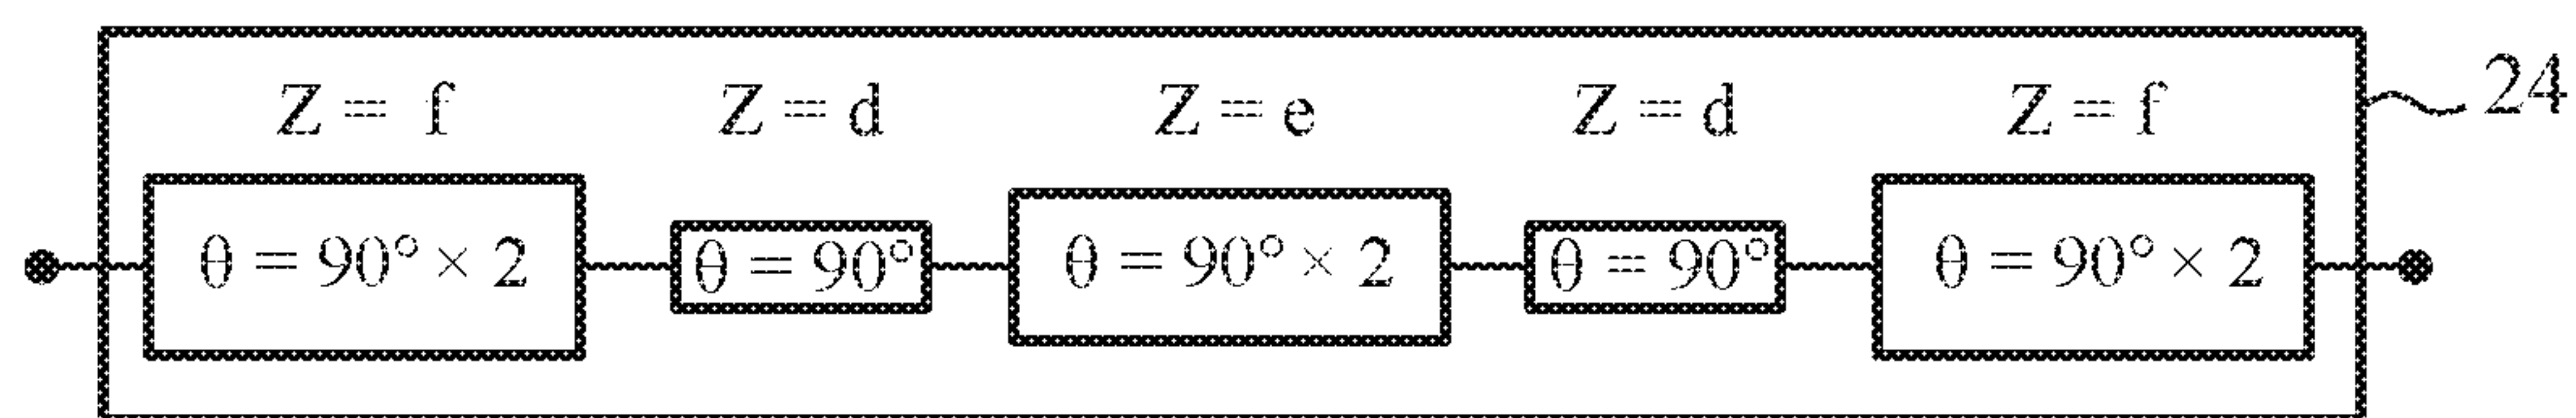 Z = f Z = d Z = e Z = d Z = f 24
θ = 90° × 2 θ = 90° θ = 90° × 2 θ = 90° θ = 90° × 2